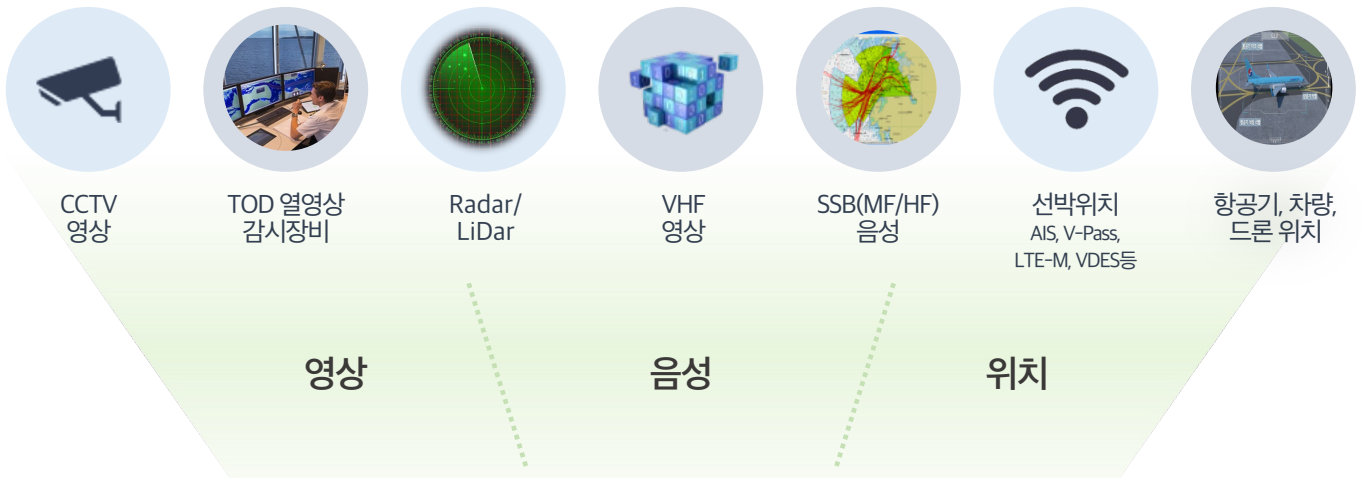 CCTV
영상
TOD 열영상
감시장비
Radar/
LiDar
VHF
영상
SSB(MF/HF)
음성
선박위치
AIS, V-Pass,
LTE-M, VDES등
항공기, 차량,
드론 위치
영상
음성
위치